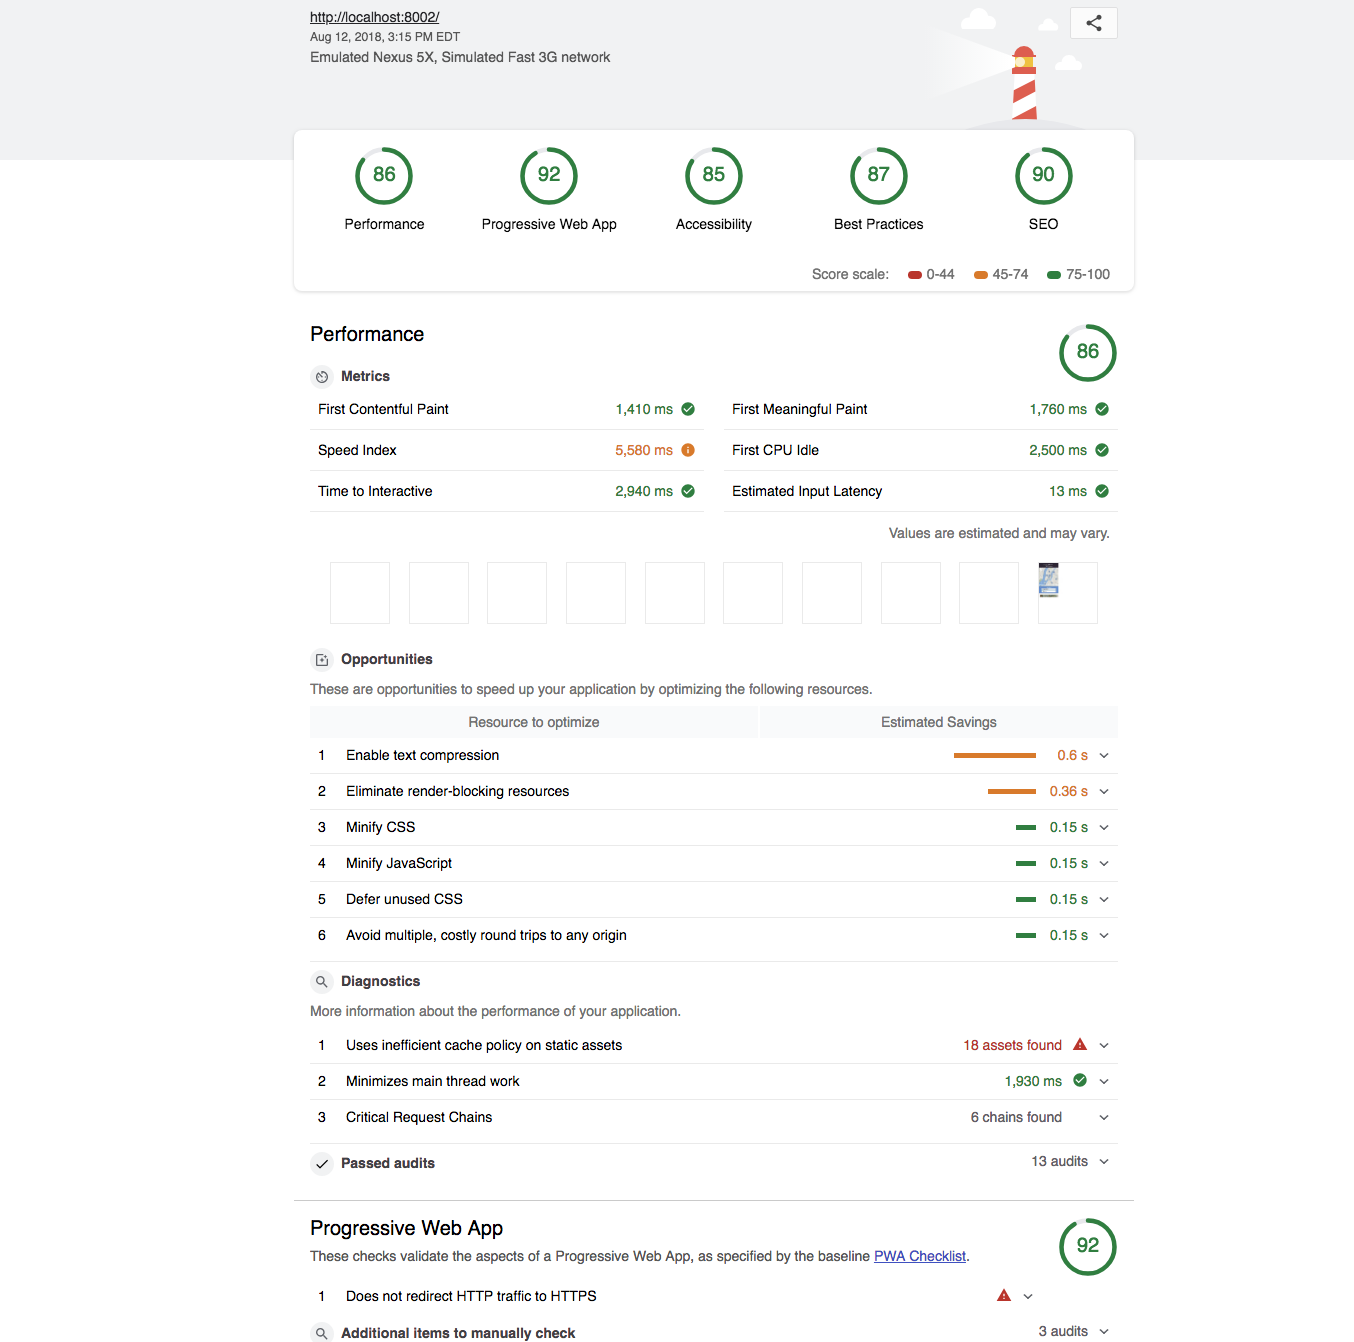 http://localhost:8002/
Aug 12, 2018, 3:15 PM EDT
Emulated Nexus 5X, Simulated Fast 3G network
86 92 85 87 90
Performance Progressive Web App Accessibility Best Practices SEO
Score scale: 0-44 45-74 75-100
Performance
86
Metrics
First Contentful Paint 1,410 ms First Meaningful Paint 1,760 ms
Speed Index 5,580 ms First CPU Idle 2,500 ms
Time to Interactive 2,940 ms Estimated Input Latency 13 ms
Values are estimated and may vary.
Opportunities
These are opportunities to speed up your application by optimizing the following resources.
Resource to optimize Estimated Savings
1 Enable text compression 0.6 s
2 Eliminate render-blocking resources 0.36 s
3 Minify CSS 0.15 s
4 Minify JavaScript 0.15 s
5 Defer unused CSS 0.15 s
6 Avoid multiple, costly round trips to any origin 0.15 s
Diagnostics
More information about the performance of your application.
1 Uses inefficient cache policy on static assets 18 assets found
2 Minimizes main thread work 1,930 ms
3 Critical Request Chains 6 chains found
Passed audits 13 audits
Progressive Web App
92
These checks validate the aspects of a Progressive Web App, as specified by the baseline PWA Checklist.
1 Does not redirect HTTP traffic to HTTPS
Additional items to manually check 3 audits